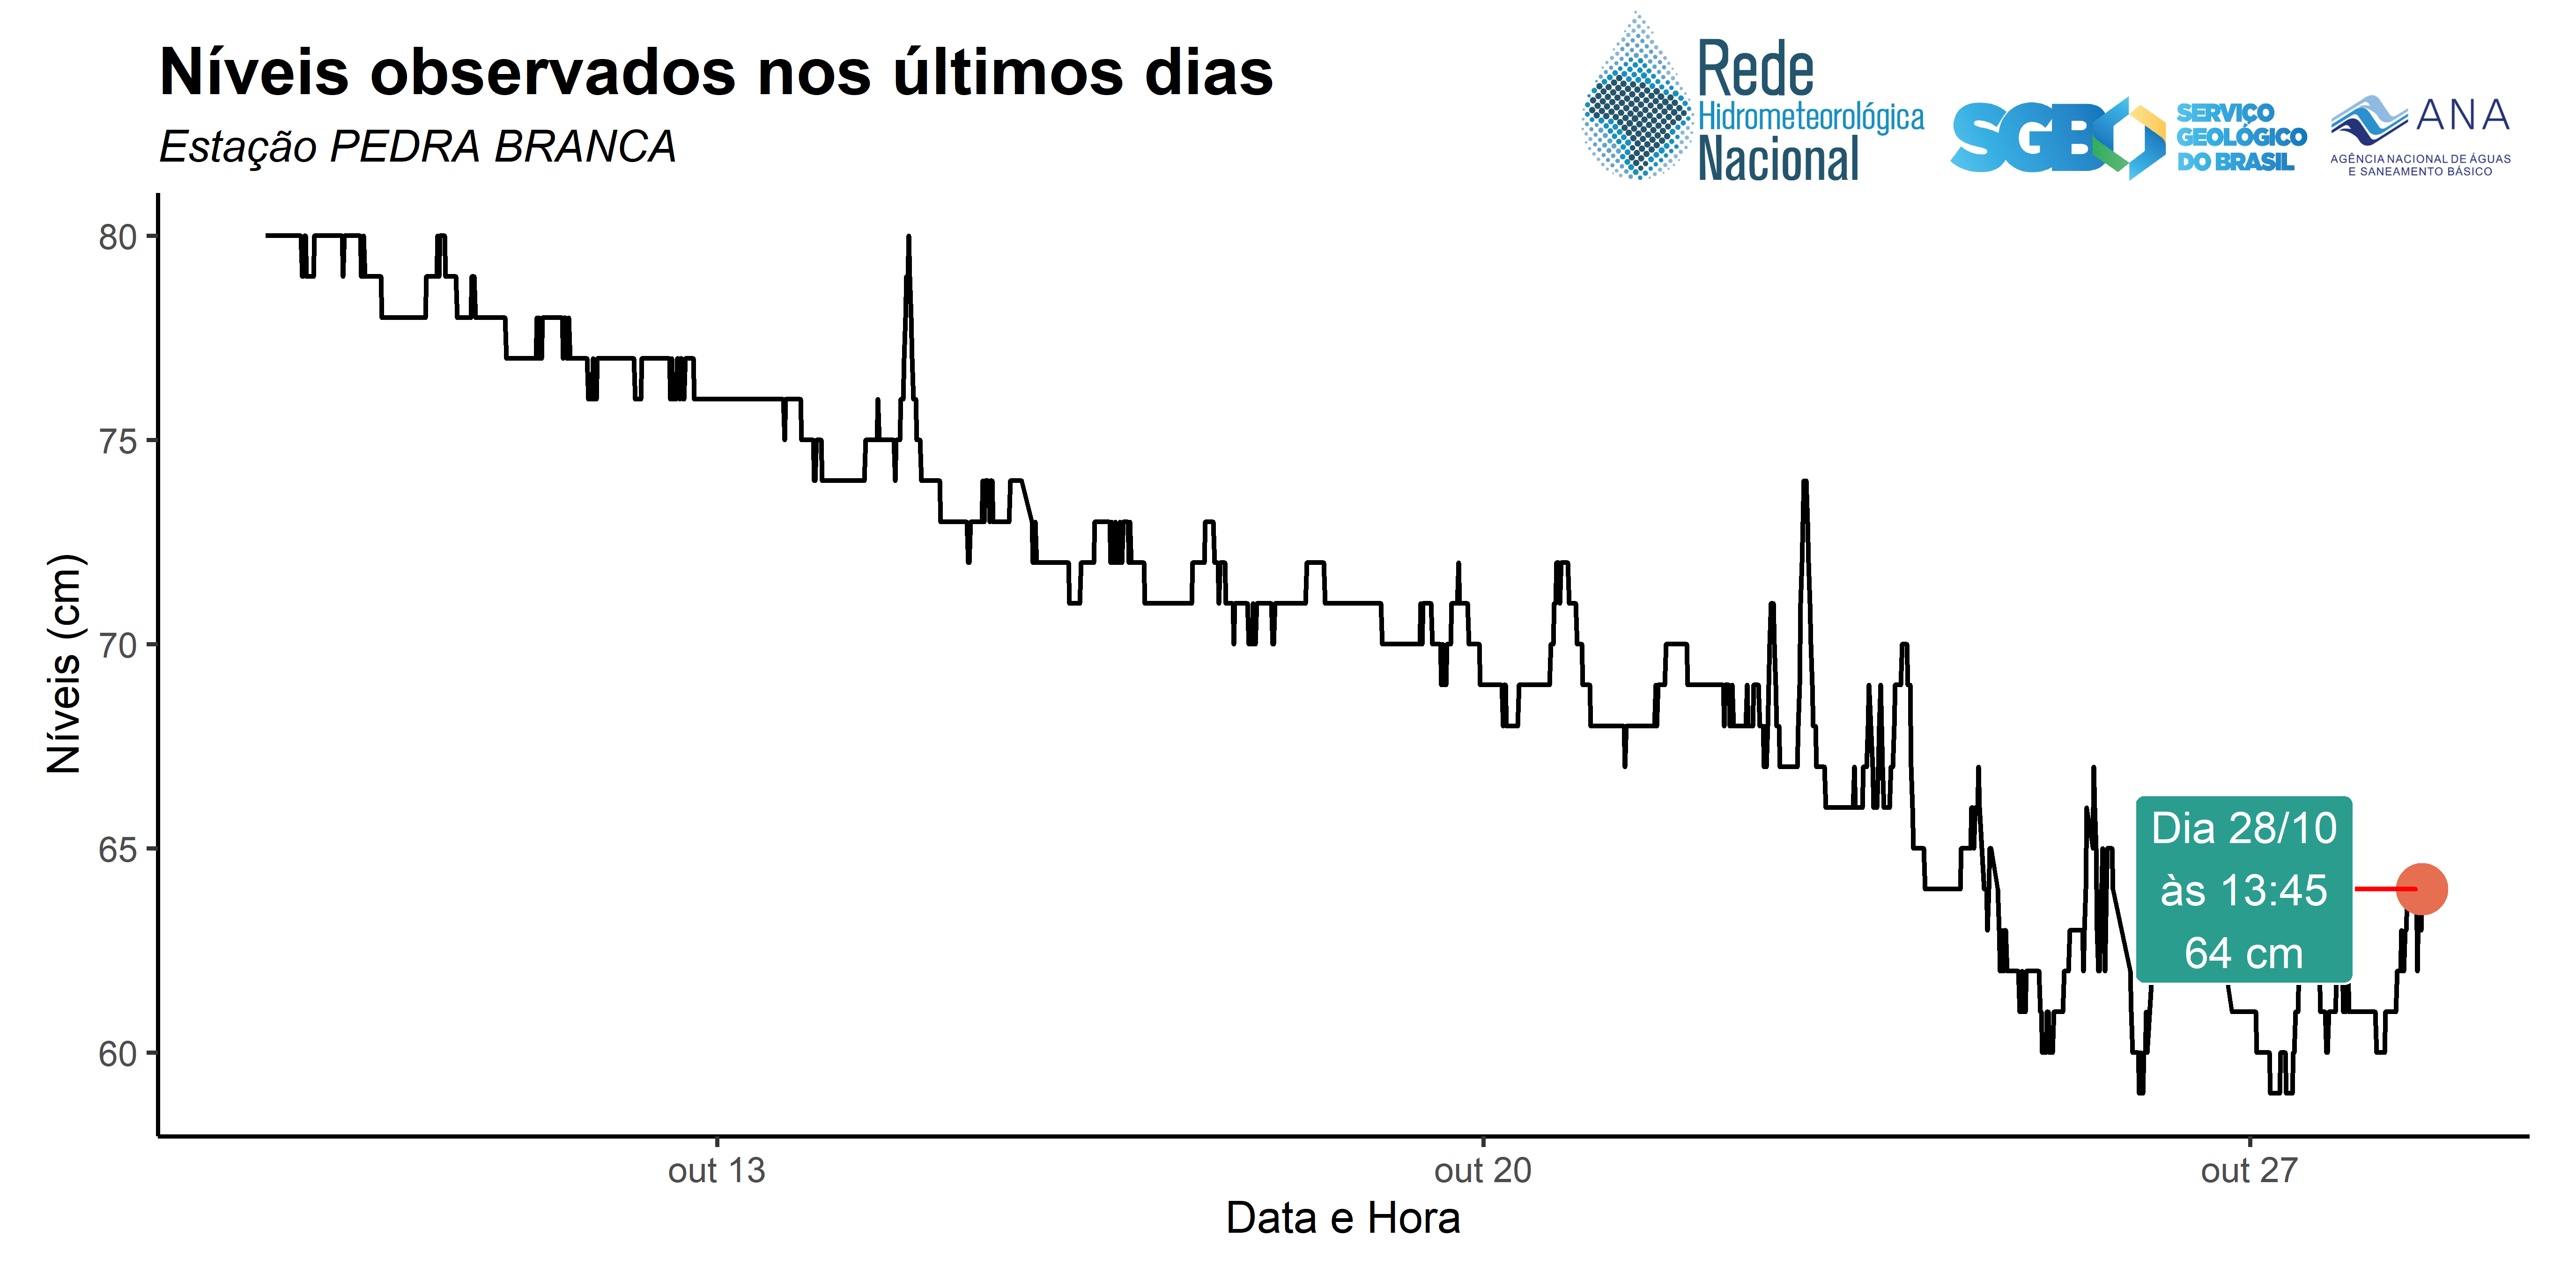 Níveis observados nos últimos dias
Estação PEDRA BRANCA
Rede
Hidrometeorológica
Nacional
SGB
SERVIÇO
GEOLÓGICO
DO BRASIL
ANA
AGÊNCIA NACIONAL DE ÁGUAS
E SANEAMENTO BÁSICO
Níveis (cm)
80
75
70
65
60
Dia 28/10
às 13:45
64 cm
out 13
out 20
out 27
Data e Hora